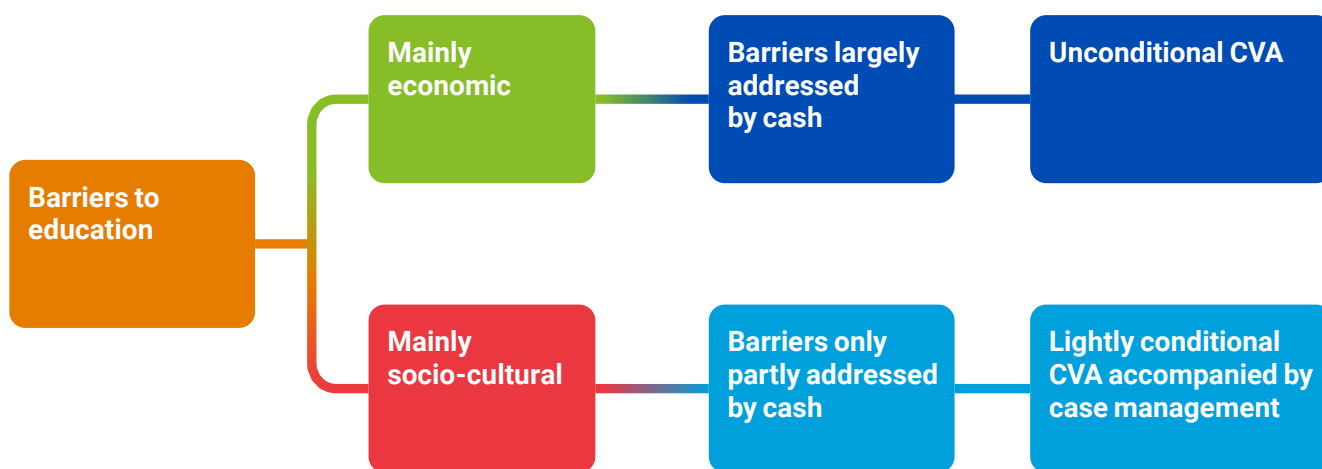 Barriers to
education
Mainly
economic
Barriers largely
addressed
by cash
Unconditional CVA
Mainly
socio-cultural
Barriers only
partly addressed
by cash
Lightly conditional
CVA accompanied by
case management